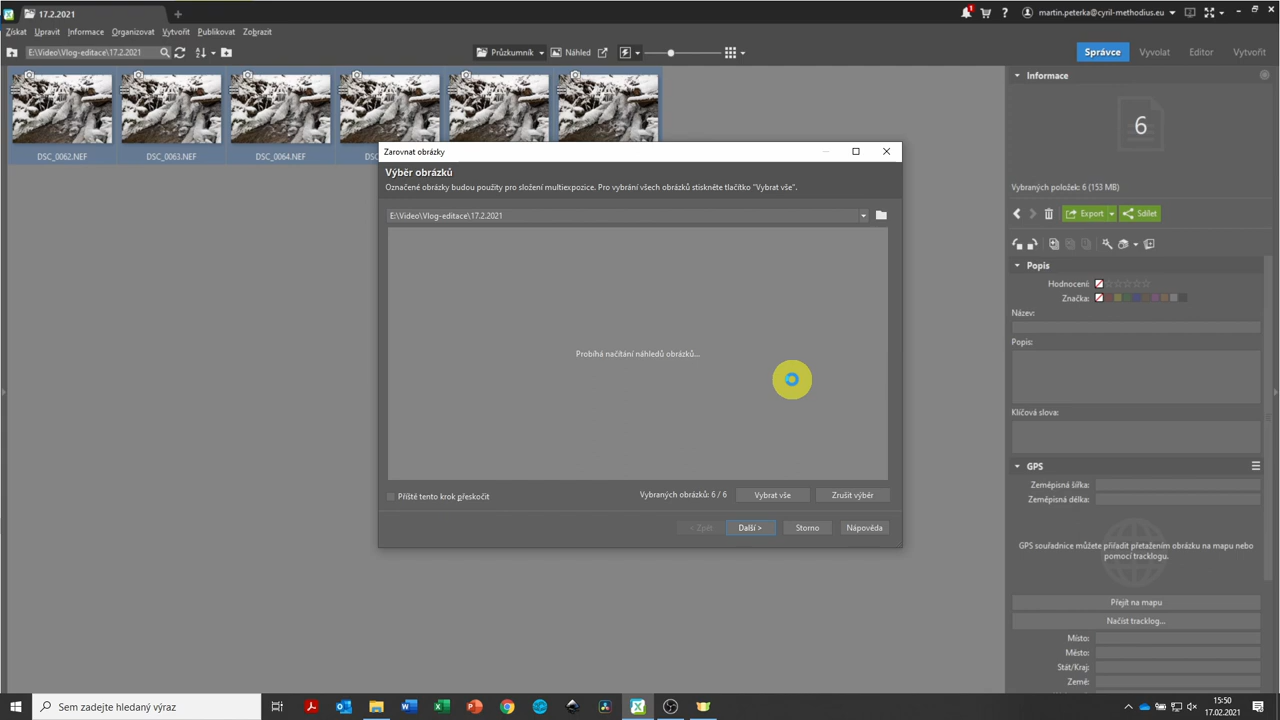 17.2.2021
1
martin.peterka@cyril-methodius.eu
Získat Upravit Informace Organizovat Vytvořit Publikovat Zobrazit
E:\Video\Vlog-editace\17.2.2021
Průzkumník
Náhled
Správce Vyvolat Editor Vytvořit
DSC_0062.NEF
DSC_0063.NEF
DSC_0064.NEF
Zarovnat obrázky
Výběr obrázků
Označené obrázky budou použity pro složení multiexpozice. Pro vybrání všech obrázků stiskněte tlačítko "Vybrat vše".
E:\Video\Vlog-editace\17.2.2021
Probíhá načítání náhledů obrázků...
Příště tento krok přeskočit
Vybraných obrázků: 6 / 6
Vybrat vše
Zrušit výběr
< Zpět
Další >
Storno
Nápověda
Informace
6
Vybraných položek: 6 (153 MB)
Export
Sdílet
Popis
Hodnocení:
Značka:
Název:
Popis:
Klíčová slova:
GPS
Zeměpisná šířka:
Zeměpisná délka:
GPS souřadnice můžete přiřadit přetažením obrázku na mapu nebo
pomocí tracklogu.
Přejít na mapu
Načíst tracklog...
Místo:
Město:
Stát/Kraj:
Země:
Sem zadejte hledaný výraz
15:50
17.02.2021